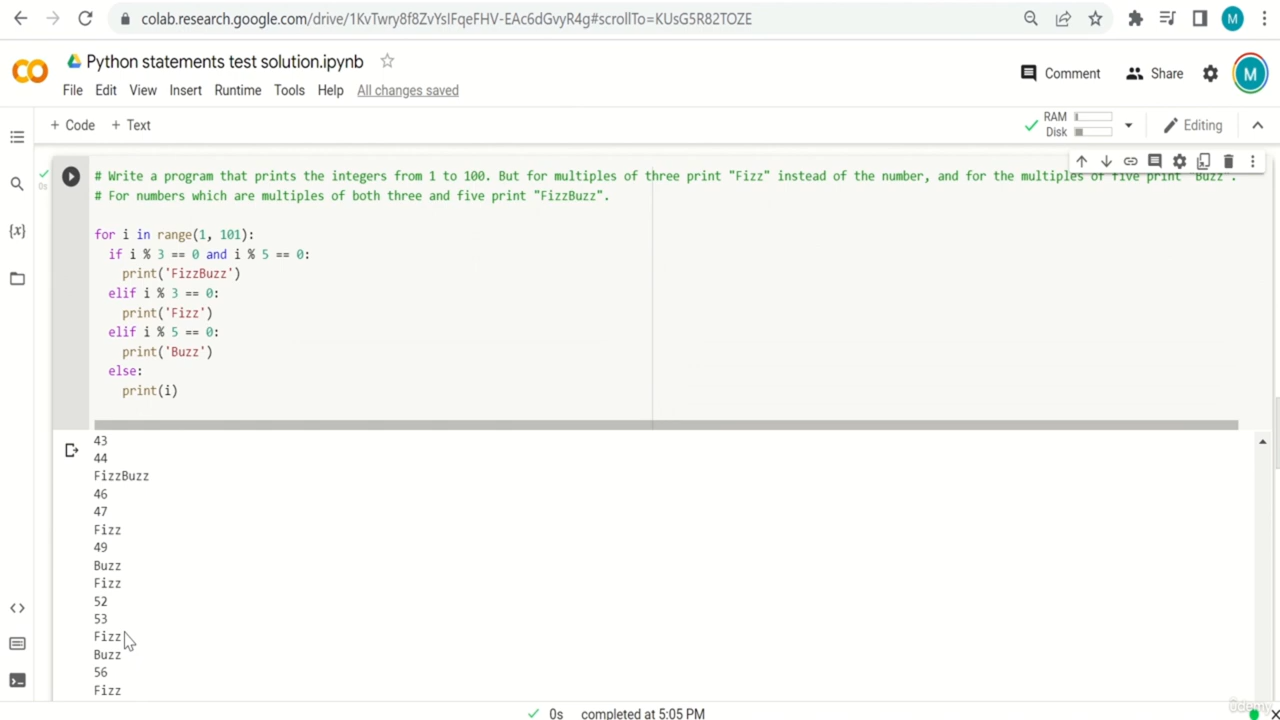 colab.research.google.com/drive/1KvTwry8f8ZvYsIFqeFHV-EAc6dGvyR4g#scrollTo=KUsG5R82TOZE
M
CO
Python statements test solution.ipynb
File Edit View Insert Runtime Tools Help All changes saved
Comment Share M
+ Code + Text
RAM
Disk
Editing
0s
# Write a program that prints the integers from 1 to 100. But for multiples of three print "Fizz" instead of the number, and for the multiples of five print "Buzz".
# For numbers which are multiples of both three and five print "FizzBuzz".
for i in range(1, 101):
if i % 3 == 0 and i % 5 == 0:
print('FizzBuzz')
elif i % 3 == 0:
print('Fizz')
elif i % 5 == 0:
print('Buzz')
else:
print(i)
43
44
FizzBuzz
46
47
Fizz
49
Buzz
Fizz
52
53
Fizz
Buzz
56
Fizz
0s completed at 5:05 PM
ûdemy